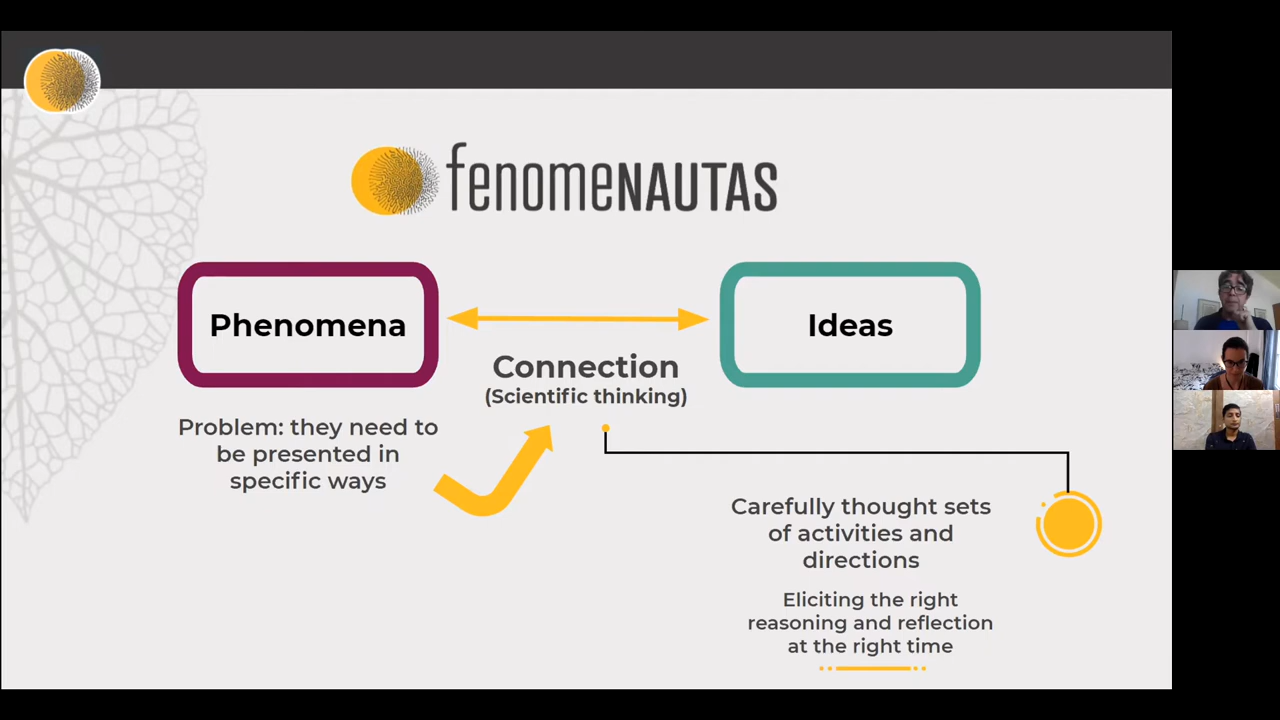 fenomeNAUTAS
Phenomena
Ideas
Connection
(Scientific thinking)
Problem: they need to
be presented in
specific ways
Carefully thought sets
of activities and
directions
Eliciting the right
reasoning and reflection
at the right time